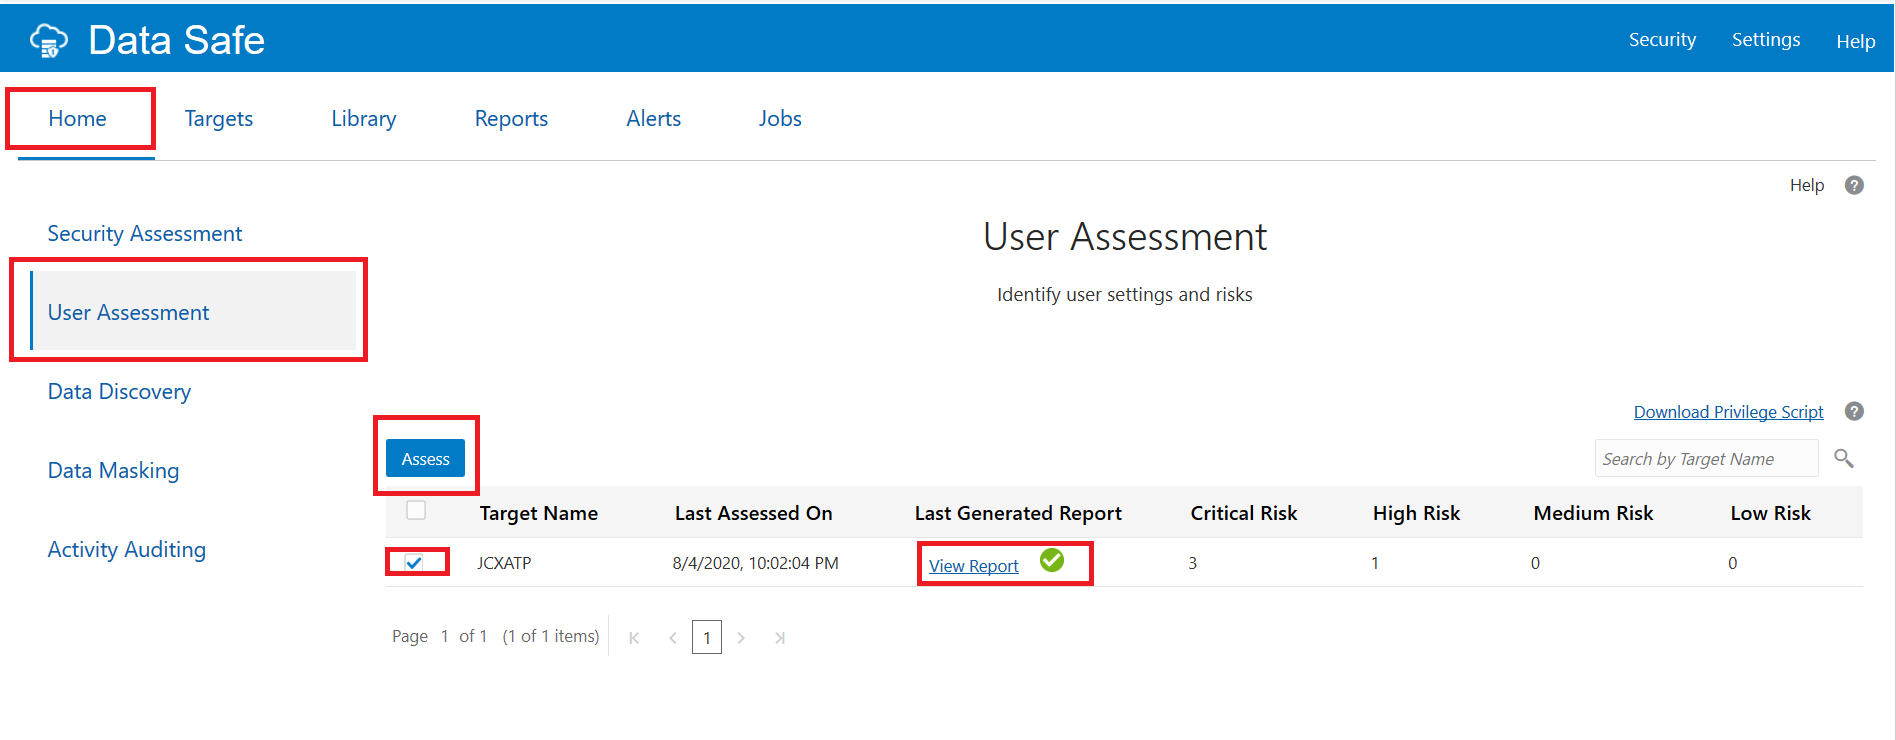 Data Safe
Security Settings Help
Home Targets Library Reports Alerts Jobs
Help ?
Security Assessment
User Assessment
Data Discovery
Data Masking
Activity Auditing
User Assessment
Identify user settings and risks
Download Privilege Script ?
Assess
Search by Target Name
Target Name Last Assessed On Last Generated Report Critical Risk High Risk Medium Risk Low Risk
JCXATP 8/4/2020, 10:02:04 PM View Report 3 1 0 0
Page 1 of 1 (1 of 1 items) 1